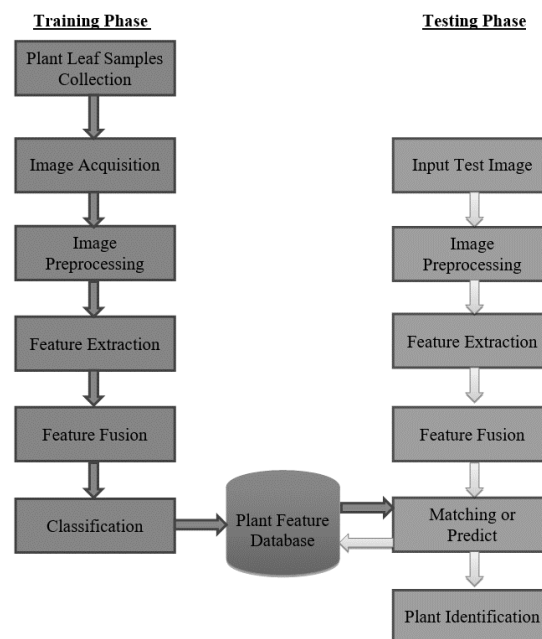 Training Phase
Plant Leaf Samples
Collection
Image Acquisition
Image
Preprocessing
Feature Extraction
Feature Fusion
Classification
Plant Feature
Database
Testing Phase
Input Test Image
Image
Preprocessing
Feature Extraction
Feature Fusion
Matching or
Predict
Plant Identification